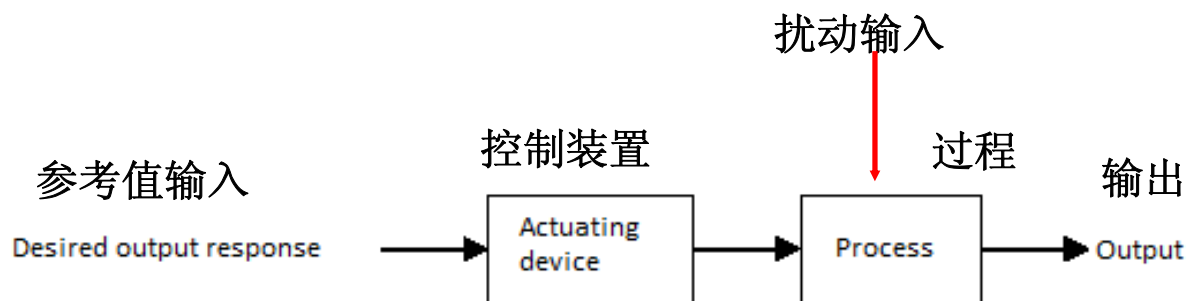 扰动输入
控制装置
过程
参考值输入
输出
Desired output response
Actuating
device
Process
Output